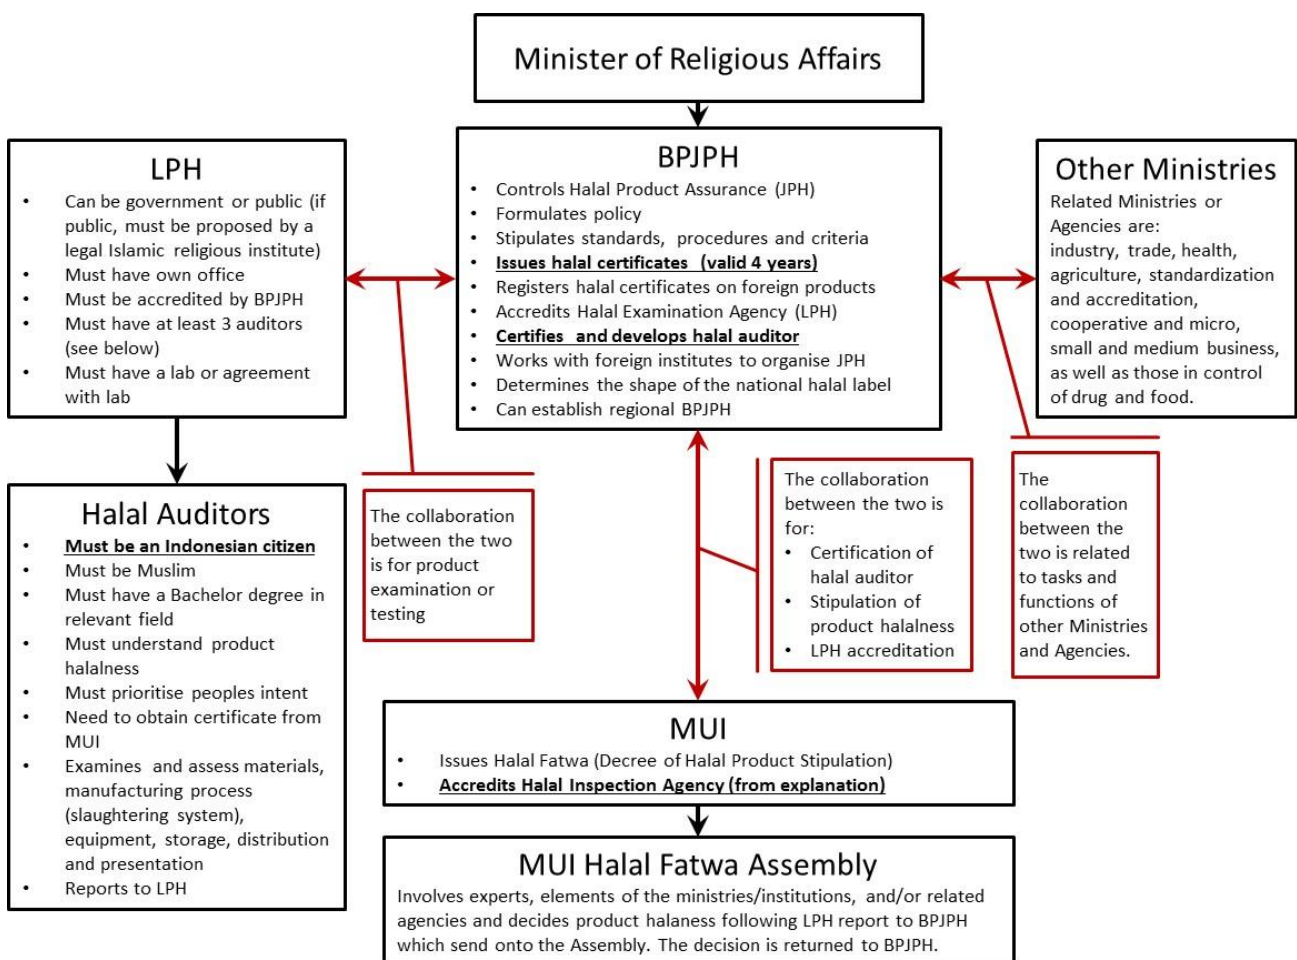 Minister of Religious Affairs
LPH
• Can be government or public (if
public, must be proposed by a
legal Islamic religious institute)
• Must have own office
• Must be accredited by BPJPH
• Must have at least 3 auditors
(see below)
• Must have a lab or agreement
with lab
BPJPH
• Controls Halal Product Assurance (JPH)
• Formulates policy
• Stipulates standards, procedures and criteria
• Issues halal certificates (valid 4 years)
• Registers halal certificates on foreign products
• Accredits Halal Examination Agency (LPH)
• Certifies and develops halal auditor
• Works with foreign institutes to organise JPH
• Determines the shape of the national halal label
• Can establish regional BPJPH
Other Ministries
Related Ministries or
Agencies are:
industry, trade, health,
agriculture, standardization
and accreditation,
cooperative and micro,
small and medium business,
as well as those in control
of drug and food.
Halal Auditors
• Must be an Indonesian citizen
• Must be Muslim
• Must have a Bachelor degree in
relevant field
• Must understand product
halalness
• Must prioritise peoples intent
• Need to obtain certificate from
MUI
• Examines and assess materials,
manufacturing process
(slaughtering system),
equipment, storage, distribution
and presentation
• Reports to LPH
The collaboration
between the two
is for product
examination or
testing
The collaboration
between the two is
for:
• Certification of
halal auditor
• Stipulation of
product halalness
• LPH accreditation
The
collaboration
between the
two is related
to tasks and
functions of
other Ministries
and Agencies.
MUI
• Issues Halal Fatwa (Decree of Halal Product Stipulation)
• Accredits Halal Inspection Agency (from explanation)
MUI Halal Fatwa Assembly
Involves experts, elements of the ministries/institutions, and/or related
agencies and decides product halaness following LPH report to BPJPH
which send onto the Assembly. The decision is returned to BPJPH.